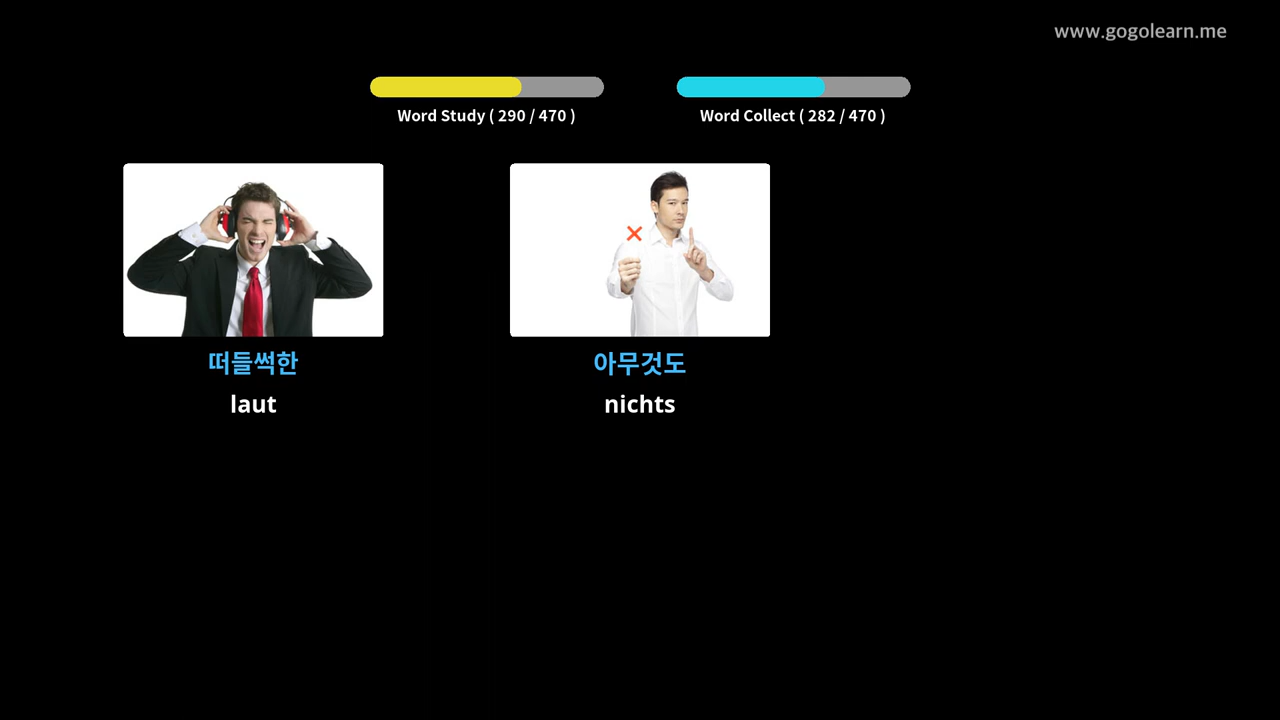 www.gogolearn.me
Word Study ( 290 / 470 )
Word Collect ( 282 / 470 )
떠들썩한
laut
아무것도
nichts